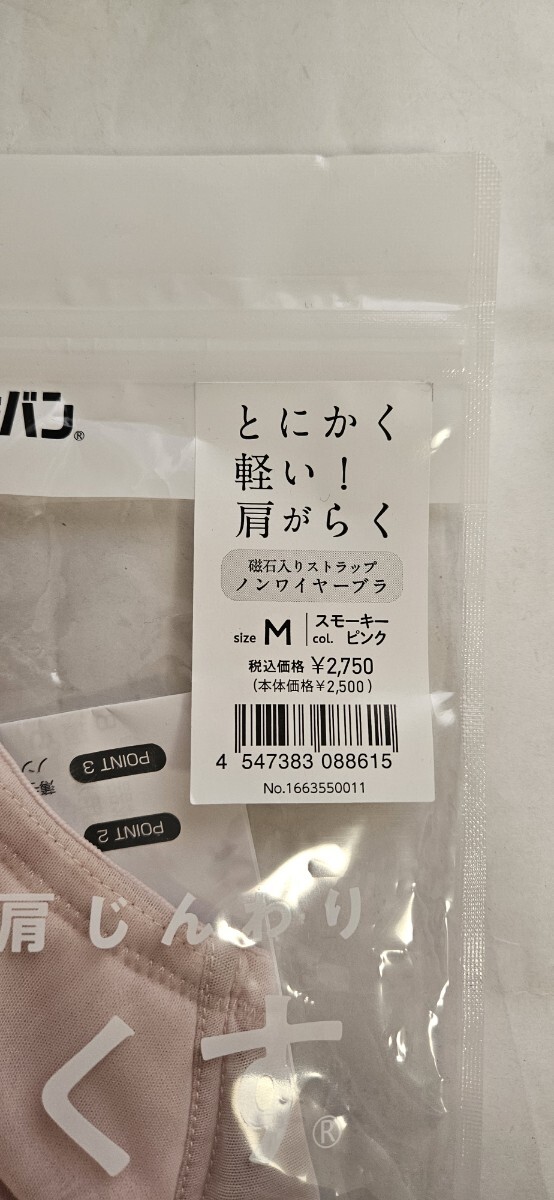 バン®
とにかく
軽い!
肩がらく
磁石入りストラップ
ノンワイヤーブラ
size M col. スモーキー
ピンク
税込価格 ¥2,750
(本体価格¥2,500)
4 547383 088615
No.1663550011
POINT 3
POINT 2
肩じんわり
く
®